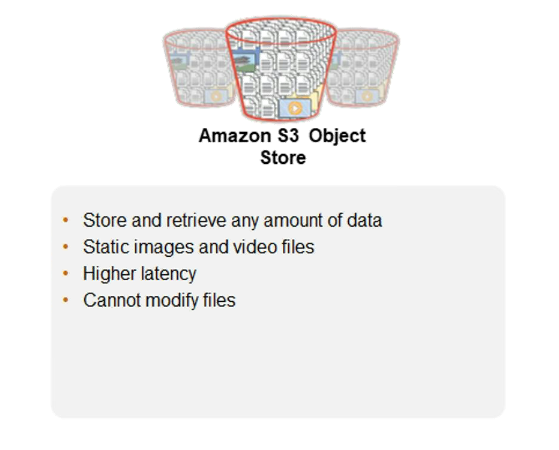 Amazon S3 Object
Store
• Store and retrieve any amount of data
• Static images and video files
• Higher latency
• Cannot modify files